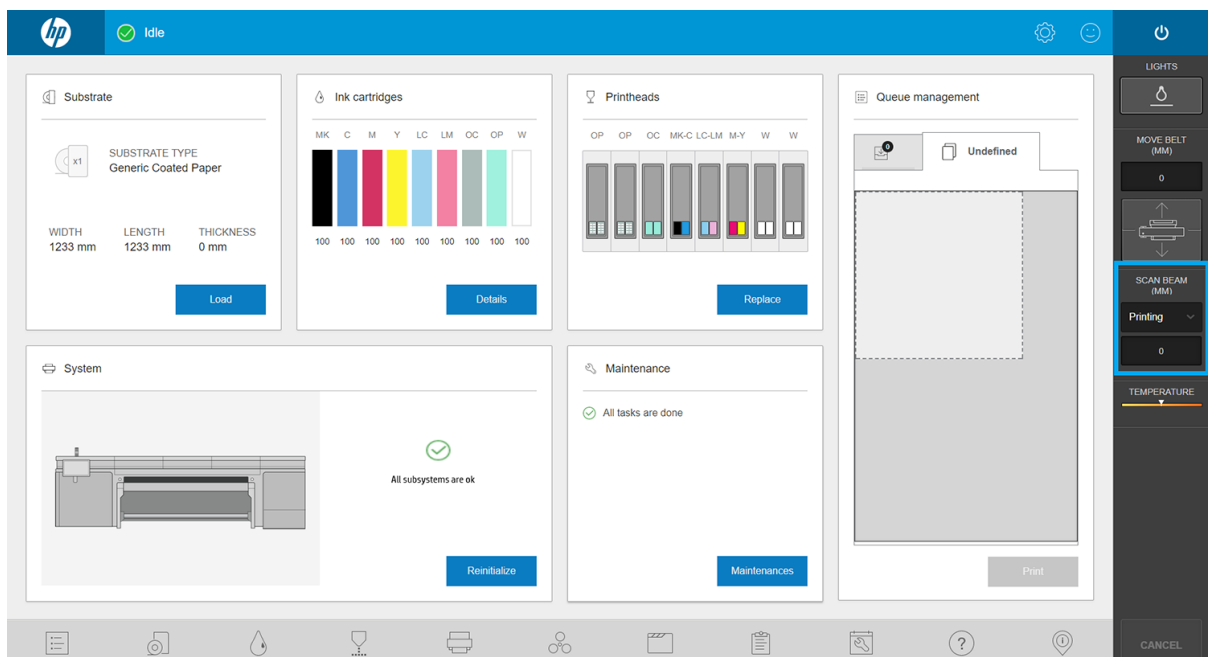 hp
Idle
LIGHTS
MOVE BELT
(MM)
0
SCAN BEAM
(MM)
Printing
0
TEMPERATURE
CANCEL
Substrate
x1
SUBSTRATE TYPE
Generic Coated Paper
WIDTH LENGTH THICKNESS
1233 mm 1233 mm 0 mm
Load
Ink cartridges
MK C M Y LC LM OC OP W
100 100 100 100 100 100 100 100 100
Details
Printheads
OP OP OC MK-C LC-LM M-Y W W
Replace
Queue management
0
Undefined
Print
System
All subsystems are ok
Reinitialize
Maintenance
All tasks are done
Maintenances
?